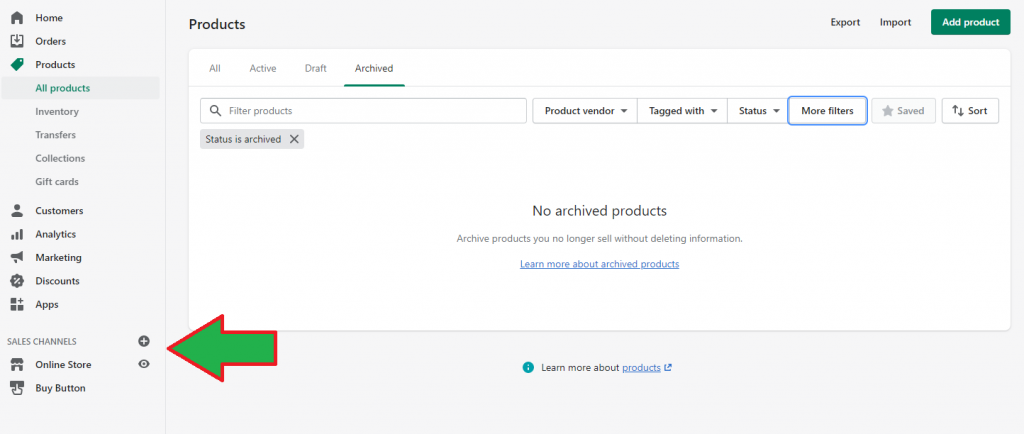 Home
Orders
Products
All products
Inventory
Transfers
Collections
Gift cards
Customers
Analytics
Marketing
Discounts
Apps
SALES CHANNELS
Online Store
Buy Button
Products
Export Import Add product
All Active Draft Archived
Filter products Product vendor Tagged with Status More filters Saved Sort
Status is archived
No archived products
Archive products you no longer sell without deleting information.
Learn more about archived products
Learn more about products